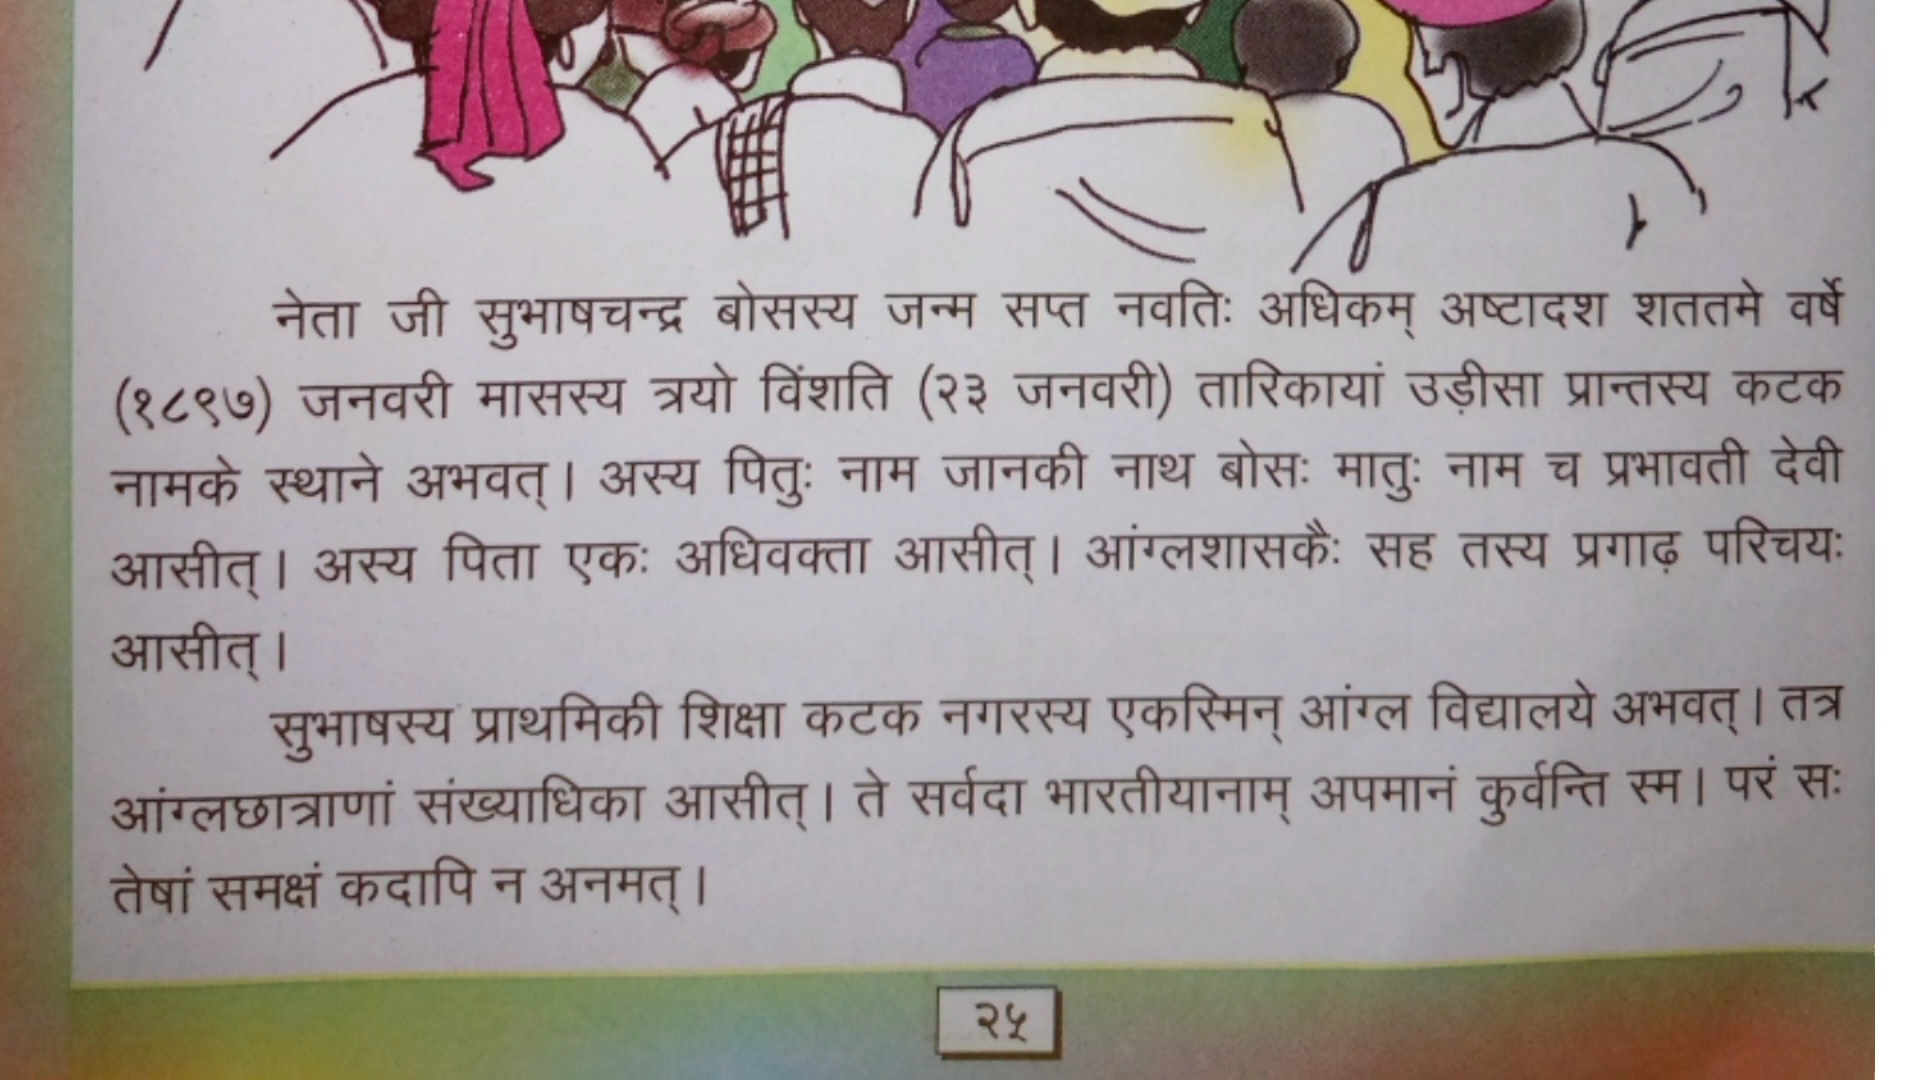 नेता जी सुभाषचन्द्र बोसस्य जन्म सप्त नवतिः अधिकम् अष्टादश शततमे वर्षे
(१८९७) जनवरी मासस्य त्रयो विंशति (२३ जनवरी) तारिकायां उड़ीसा प्रान्तस्य कटक
नामके स्थाने अभवत्। अस्य पितुः नाम जानकी नाथ बोसः मातुः नाम च प्रभावती देवी
आसीत्। अस्य पिता एकः अधिवक्ता आसीत्। आंग्लशासकैः सह तस्य प्रगाढ़ परिचयः
आसीत्।
सुभाषस्य प्राथमिकी शिक्षा कटक नगरस्य एकस्मिन् आंग्ल विद्यालये अभवत्। तत्र
आंग्लछात्राणां संख्याधिका आसीत्। ते सर्वदा भारतीयानाम् अपमानं कुर्वन्ति स्म। परं सः
तेषां समक्षं कदापि न अनमत्।
२५